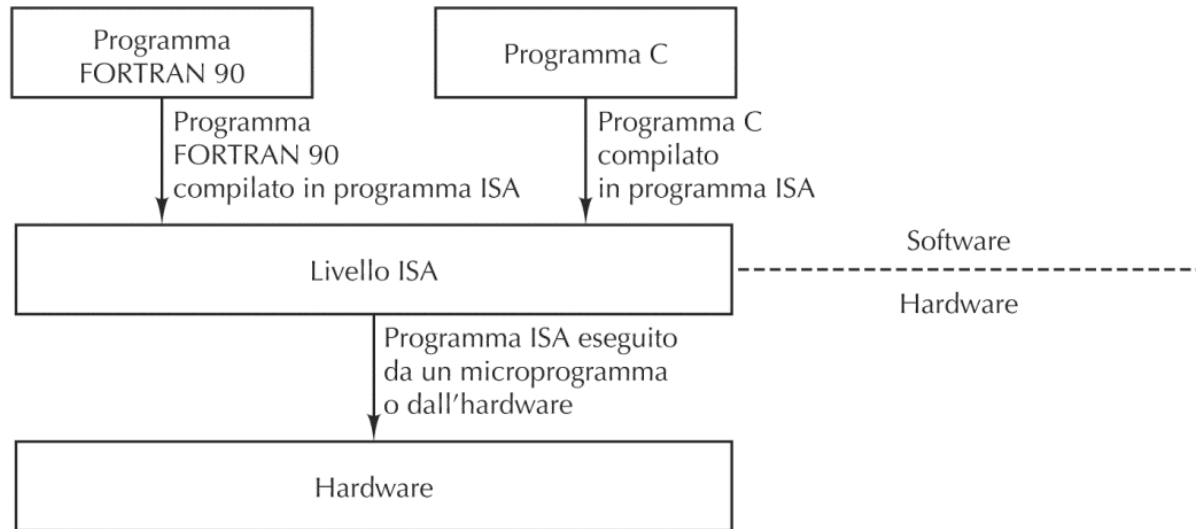 Programma
FORTRAN 90
Programma C
Programma
FORTRAN 90
compilato in programma ISA
Programma C
compilato
in programma ISA
Livello ISA
Software
Hardware
Programma ISA eseguito
da un microprogramma
o dall'hardware
Hardware